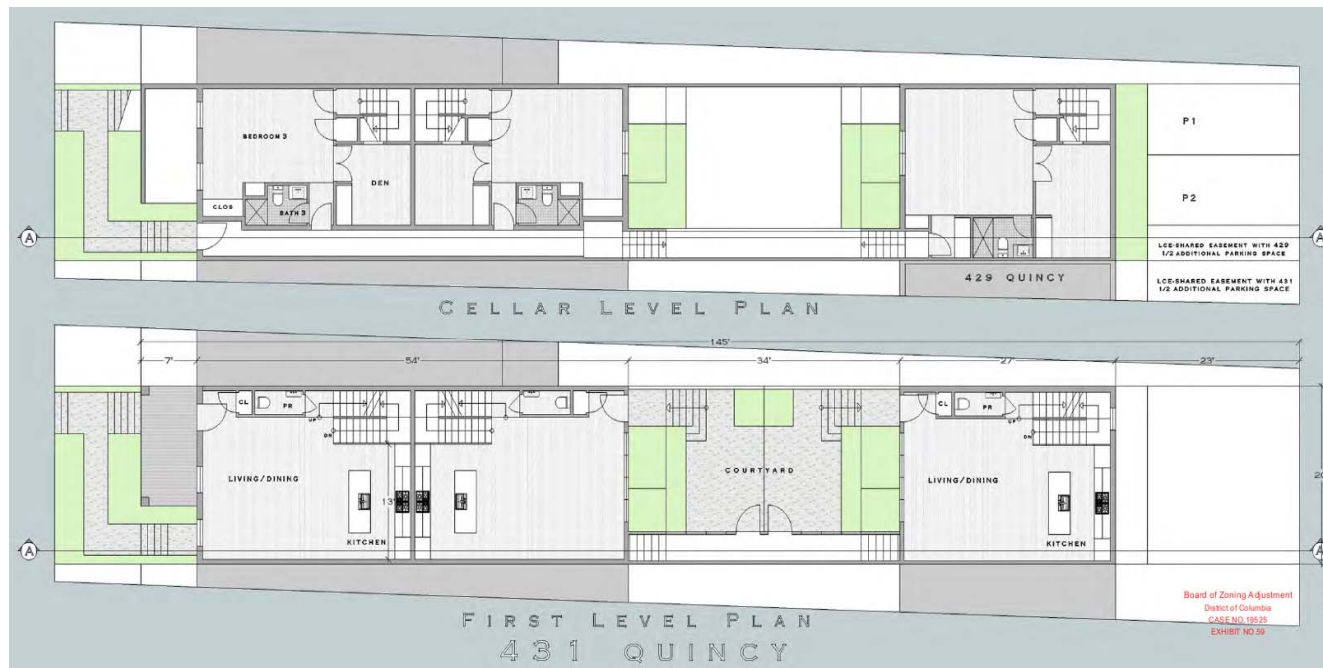 BEDROOM 3
DEN
CLOS
BATH 3
P1
P2
A
A
LCE-SHARED EASEMENT WITH 429
1/2 ADDITIONAL PARKING SPACE
429 QUINCY
LCE-SHARED EASEMENT WITH 431
1/2 ADDITIONAL PARKING SPACE
CELLAR LEVEL PLAN
145'
7'
54'
34'
27'
23'
CL
PR
UP
DN
CL
PR
UP
DN
LIVING/DINING
13'
COURTYARD
LIVING/DINING
KITCHEN
KITCHEN
A
A
FIRST LEVEL PLAN
431 QUINCY
Board of Zoning Adjustment
District of Columbia
CASE NO.19525
EXHIBIT NO.59